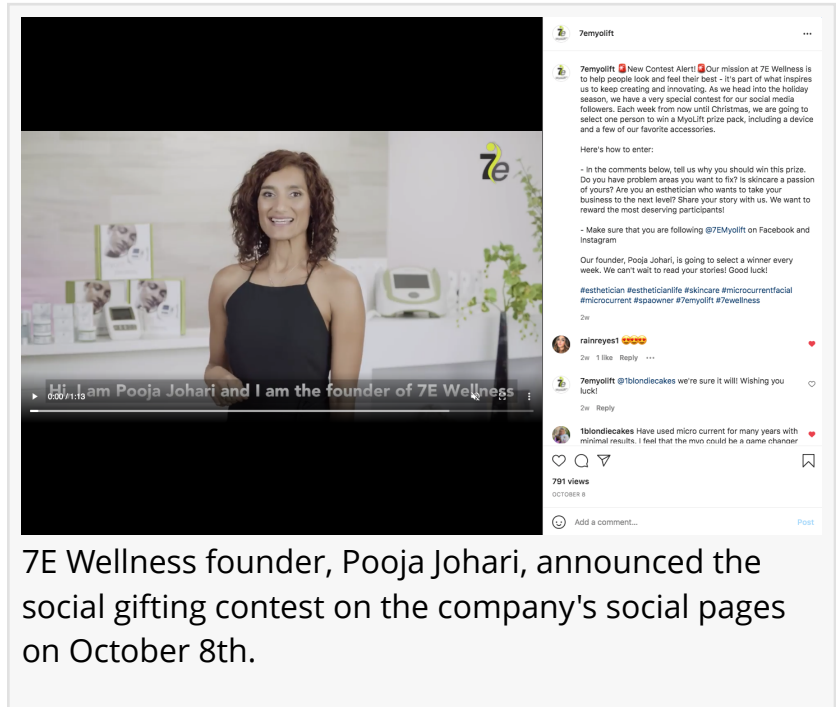 7emyolift
7emyolift 🚨New Contest Alert!🚨Our mission at 7E Wellness is
to help people look and feel their best - it's part of what inspires
us to keep creating and innovating. As we head into the holiday
season, we have a very special contest for our social media
followers. Each week from now until Christmas, we are going to
select one person to win a MyoLift prize pack, including a device
and a few of our favorite accessories.
Here's how to enter:
- In the comments below, tell us why you should win this prize.
Do you have problem areas you want to fix? Is skincare a passion
of yours? Are you an esthetician who wants to take your
business to the next level? Share your story with us. We want to
reward the most deserving participants!
- Make sure that you are following @7EMyolift on Facebook and
Instagram
Our founder, Pooja Johari, is going to select a winner every
week. We can't wait to read your stories! Good luck!
#esthetician #estheticianlife #skincare #microcurrentfacial
#microcurrent #spaowner #7emyolift #7ewellness
2w
rainreyes1 😍😍😍
2w 1 like Reply ...
7emyolift @1blondiecakes we're sure it will! Wishing you
luck!
2w Reply
1blondiecakes Have used micro current for many years with
minimal results. I feel that the myo could be a game changer
791 views
OCTOBER 8
Add a comment...
Post
7e
Hi, I am Pooja Johari and I am the founder of 7E Wellness
0:00 / 1:13
7E Wellness founder, Pooja Johari, announced the
social gifting contest on the company's social pages
on October 8th.